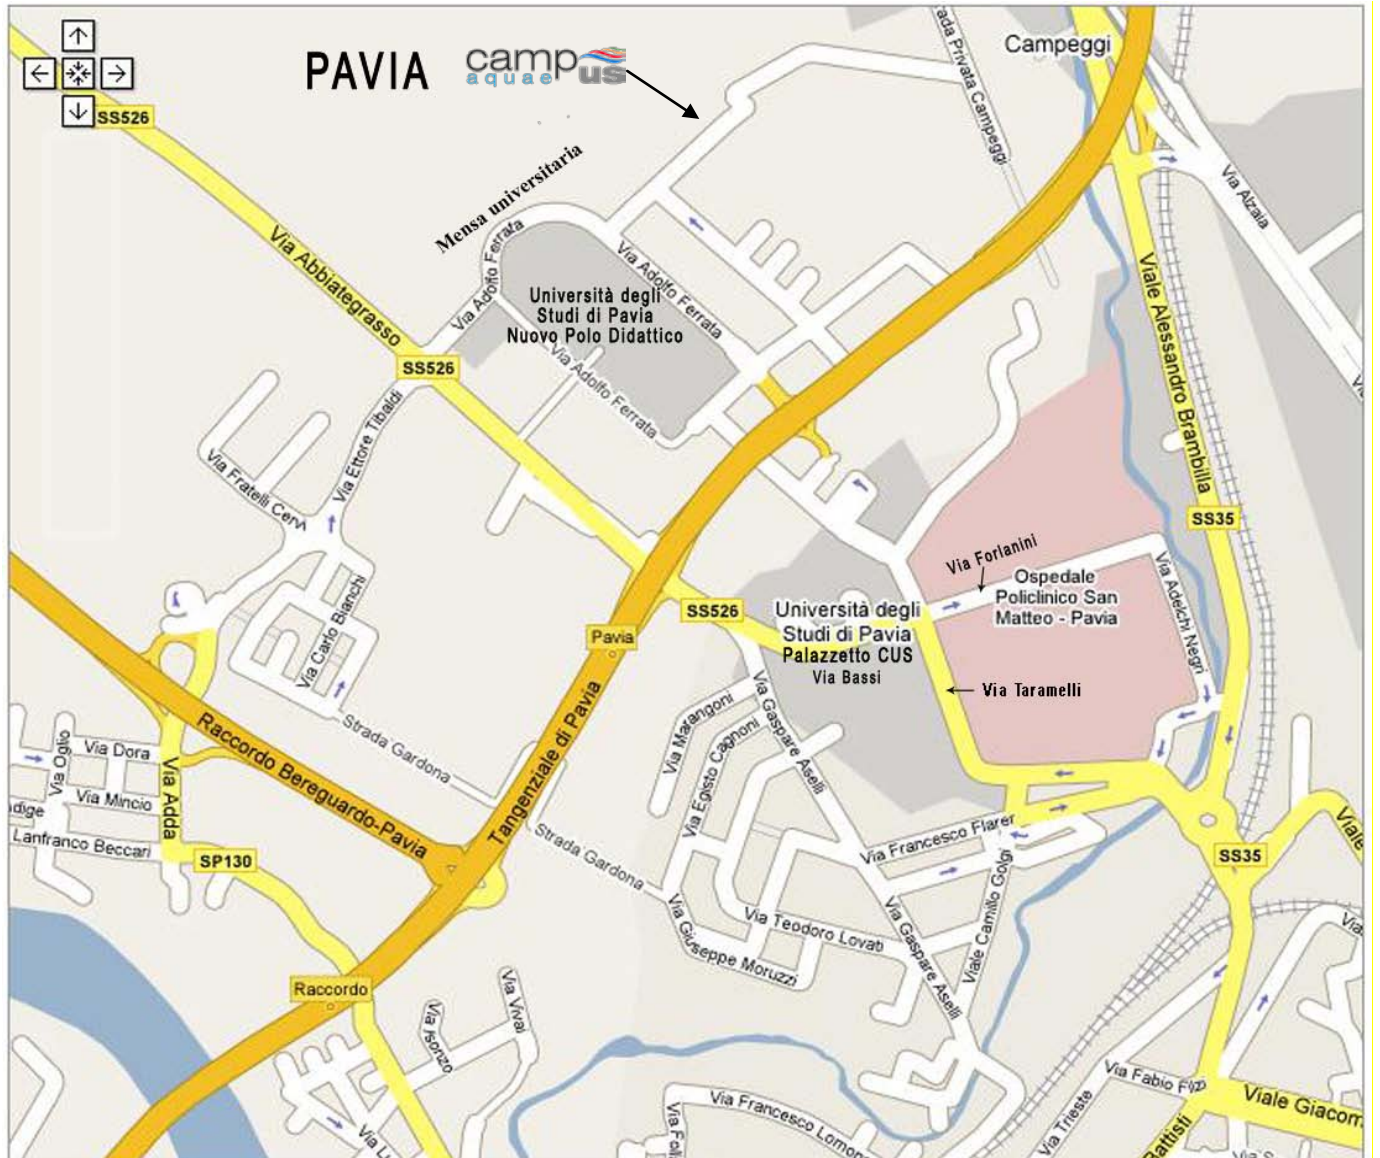 PAVIA
camp us
aquae
Campeggi
ada Privata Campeggi
SS526
Mensa universitaria
Via Alzaia
Via Abbiategrasso
Via Adolfo Ferrata
Via Adolfo Ferrata
Via Adolfo Ferrata
Università degli
Studi di Pavia
Nuovo Polo Didattico
Viale Alessandro Brambilla
SS526
Via Ettore Tibaldi
Via Fratelli Cervi
SS35
Via Forlanini
Ospedale
Policlinico San
Matteo - Pavia
Via Adelchi Negri
Via Carlo Bianchi
SS526
Università degli
Studi di Pavia
Palazzetto CUS
Via Bassi
Pavia
Via Taramelli
Via Marangoni
Via Egisto Cagnoni
Via Gaspare Aselli
Strada Gardona
Raccordo Bereguardo-Pavia
Tangenziale di Pavia
Via Oglio
Via Dora
Via Mincio
Via Adda
adige
Lanfranco Beccari
SP130
Strada Gardona
Via Francesco Flarer
SS35
Viale
Viale Camillo Golgi
Via Teodoro Lovati
Via Giuseppe Moruzzi
Via Gaspare Aselli
Raccordo
Via Vivai
Via Isonzo
Via Fabio Filzi
Viale Giacom
Via Francesco Lomon
Via Trieste
Battisti